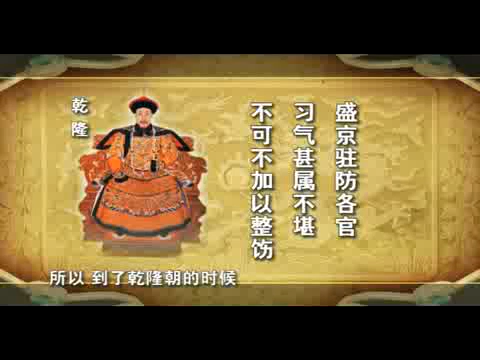 乾隆
盛京驻防各官
习气甚属不堪
不可不加以整饬
所以 到了乾隆朝的时候